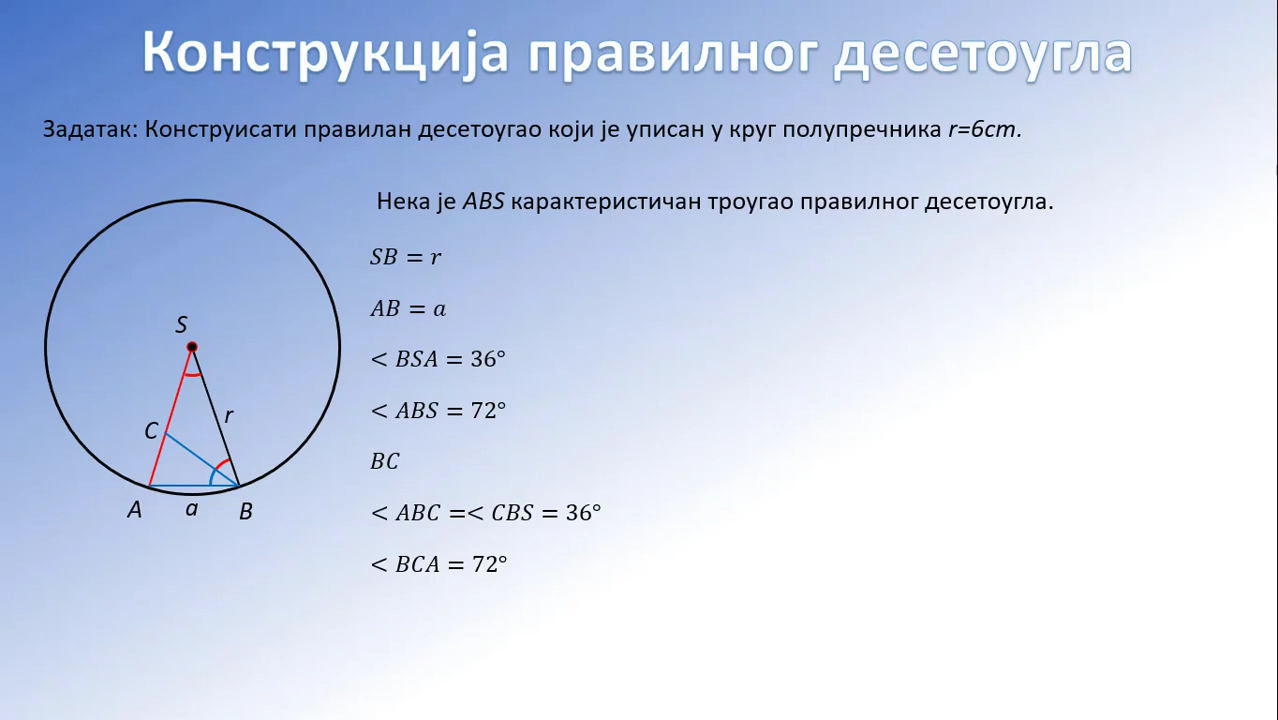 Конструкција правилног десетоугла
Задатак: Конструисати правилан десетоугао који је уписан у круг полупречника r=6cm.
Нека је ABS карактеристичан троугао правилног десетоугла.
SB = r
AB = a
< BSA = 36°
< ABS = 72°
BC
< ABC =< CBS = 36°
< BCA = 72°
S
r
C
A
a
B